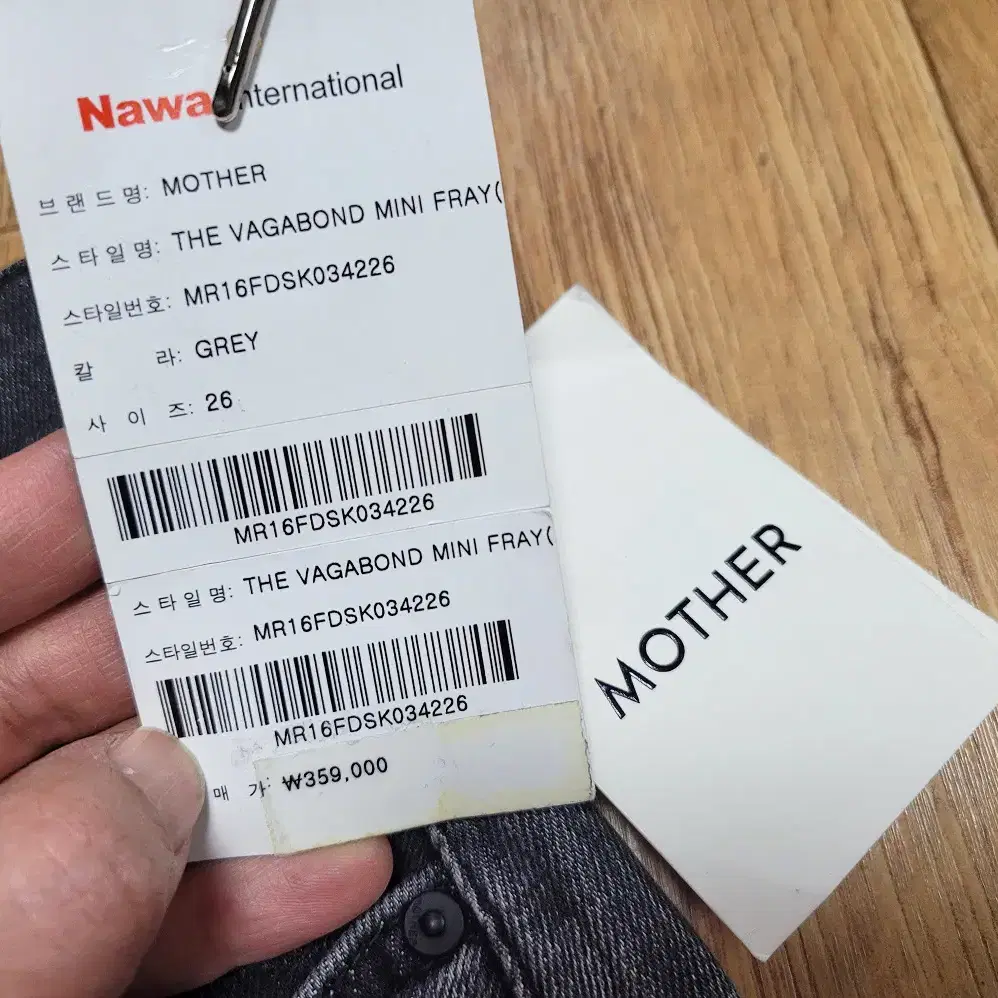 Nawa International
브랜드명: MOTHER
스타일명: THE VAGABOND MINI FRAY(
스타일번호: MR16FDSK034226
칼 라: GREY
사 이 즈: 26
MR16FDSK034226
스타일명: THE VAGABOND MINI FRAY(
스타일번호: MR16FDSK034226
MR16FDSK034226
매 가: ₩359,000
MOTHER